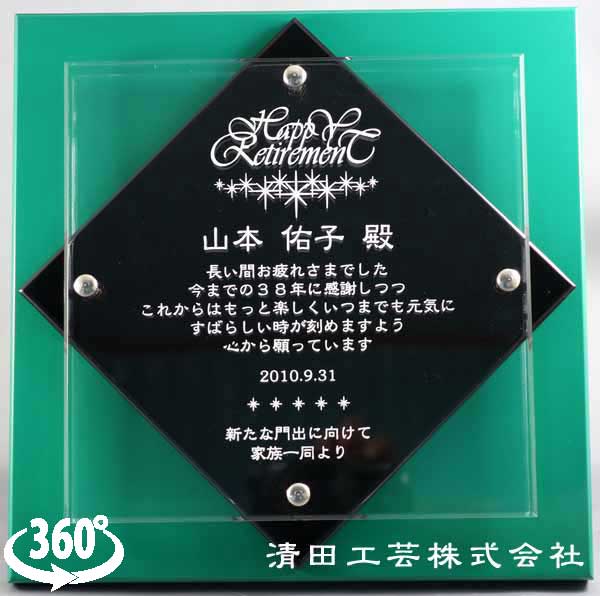 Happy
Retirement
山本 佑子 殿
長い間お疲れさまでした
今までの３８年に感謝しつつ
これからはもっと楽しくいつまでも元気に
すばらしい時が刻めますよう
心から願っています
2010.9.31
新たな門出に向けて
家族一同より
360°
清田工芸株式会社